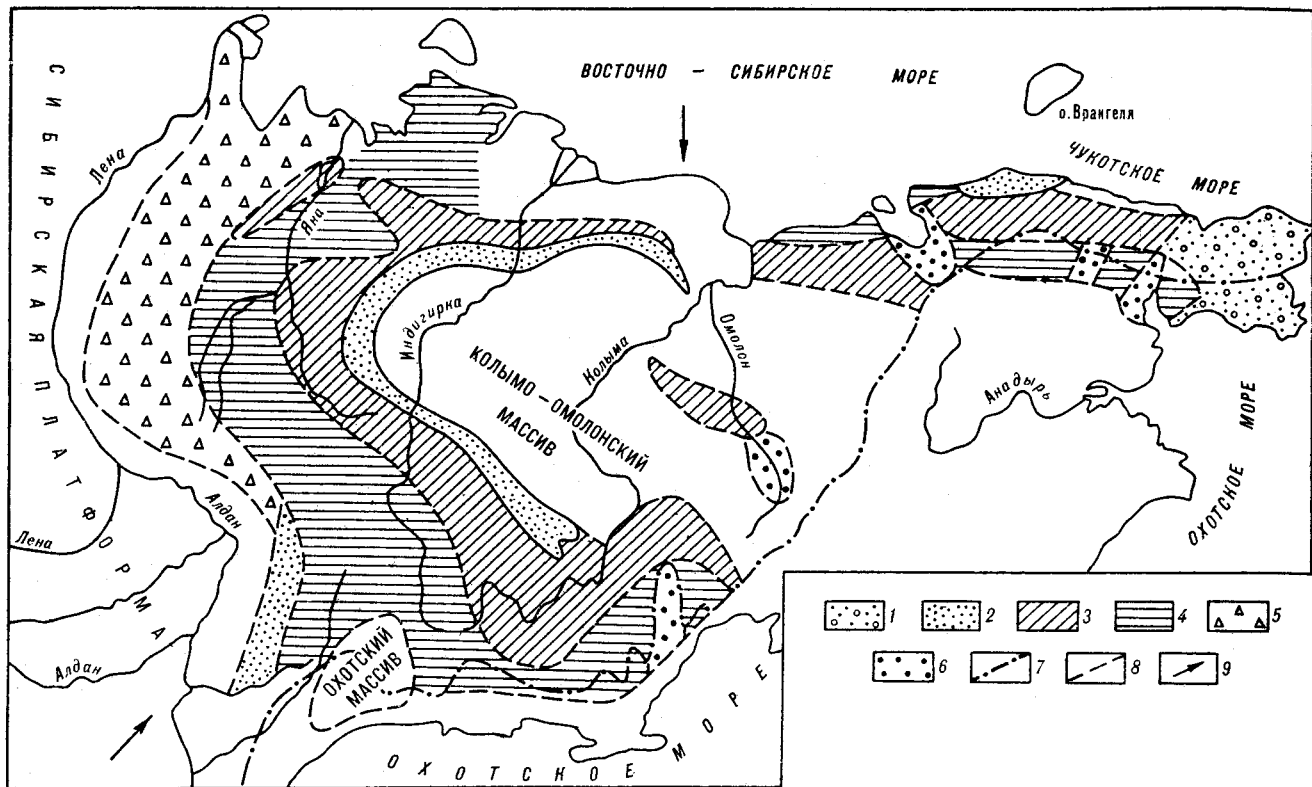 СИБИРСКАЯ ПЛАТФОРМА
ВОСТОЧНО – СИБИРСКОЕ МОРЕ
о. Врангеля
ЧУКОТСКОЕ МОРЕ
Лена
Яна
Индигирка
Колыма
Омолон
КОЛЫМО – ОМОЛОНСКИЙ
МАССИВ
Анадырь
ОХОТСКОЕ МОРЕ
Алдан
Лена
Алдан
ОХОТСКИЙ
МАССИВ
ОХОТСКОЕ МОРЕ
1 2 3 4 5
6 7 8 9